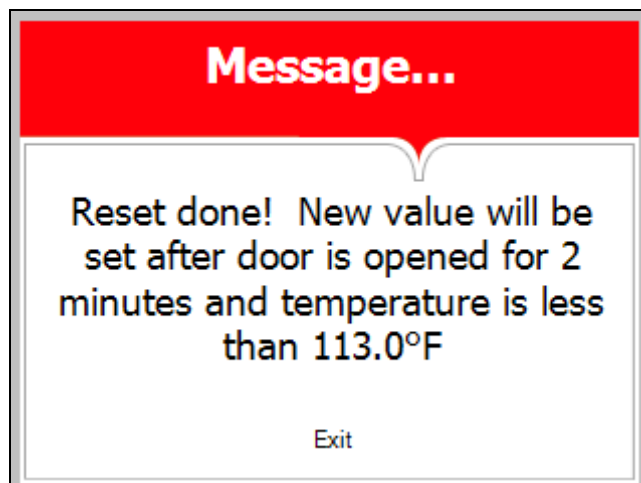 Message...
Reset done!  New value will be
set after door is opened for 2
minutes and temperature is less
than 113.0°F
Exit